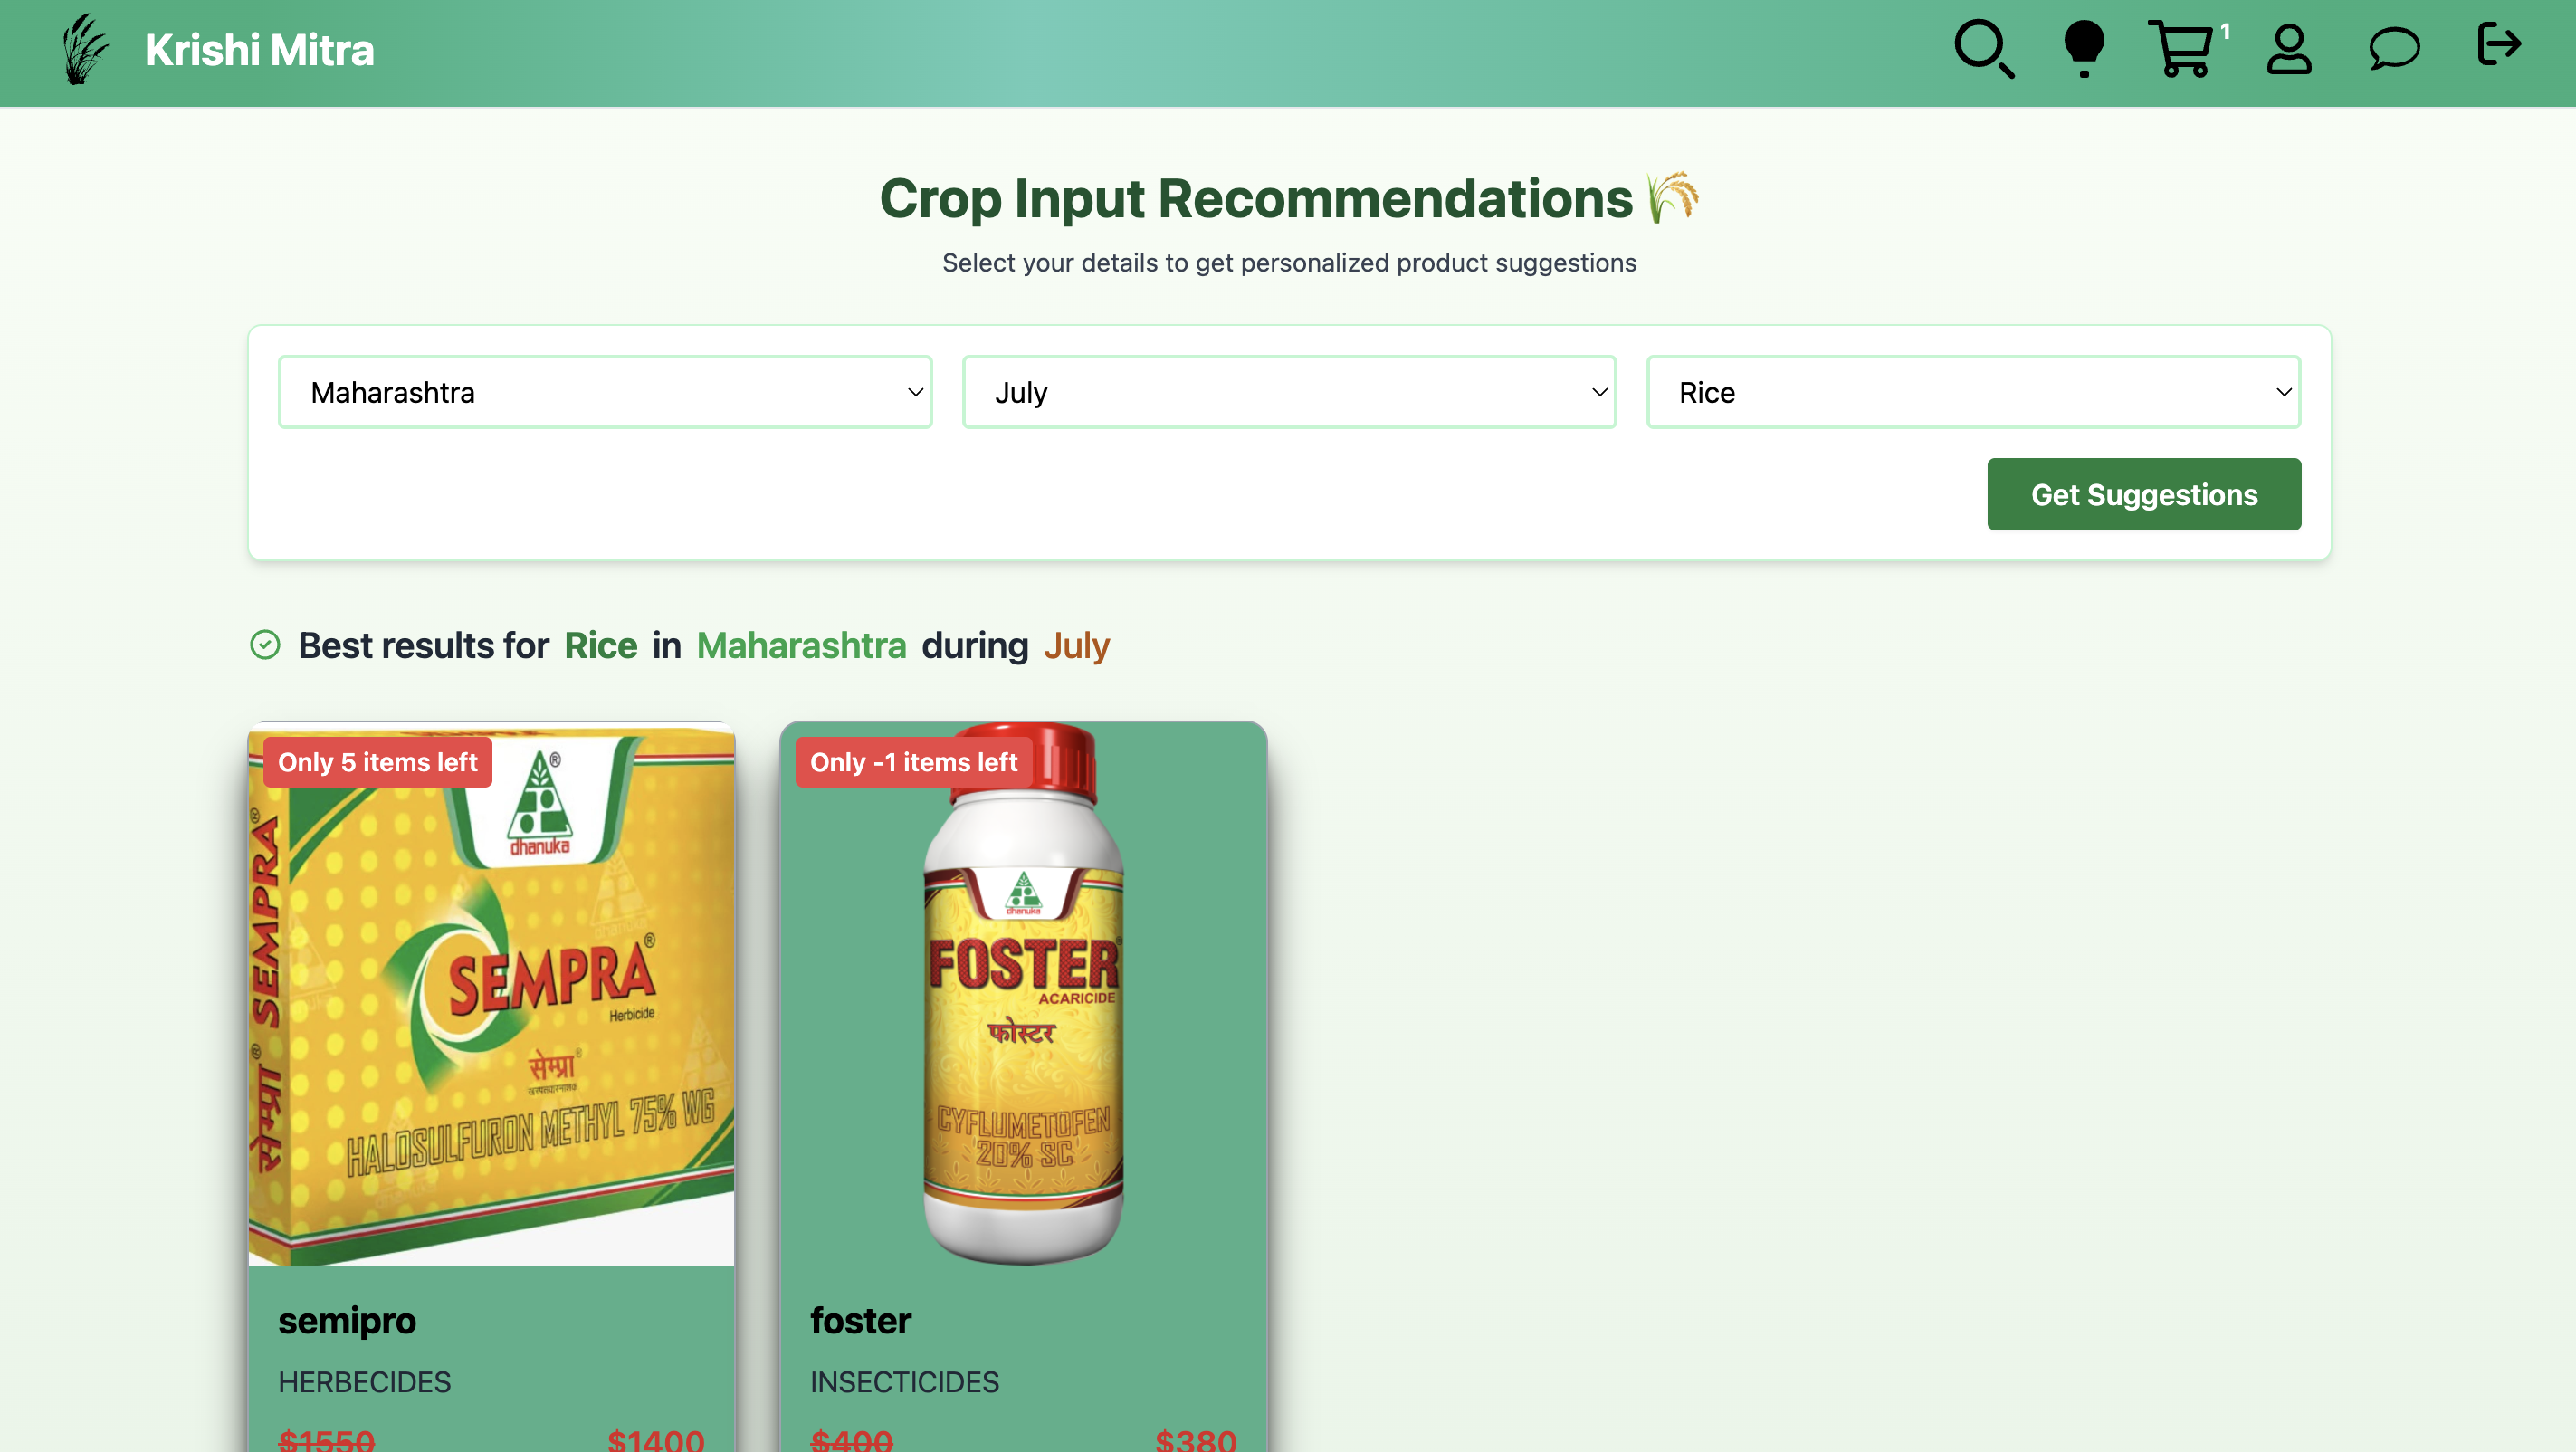 Krishi Mitra
1
Crop Input Recommendations
Select your details to get personalized product suggestions
Maharashtra
July
Rice
Get Suggestions
Best results for Rice in Maharashtra during July
Only 5 items left
dhanuka
SEMPRA
SEMPRA
Herbicide
सेम्प्रा
सेम्प्रा
HALOSULFURON METHYL 75% WG
semipro
HERBECIDES
$1550 $1400
Only -1 items left
dhanuka
FOSTER
ACARICIDE
फोस्टर
CYFLUMETOFEN
20% SC
foster
INSECTICIDES
$400 $380